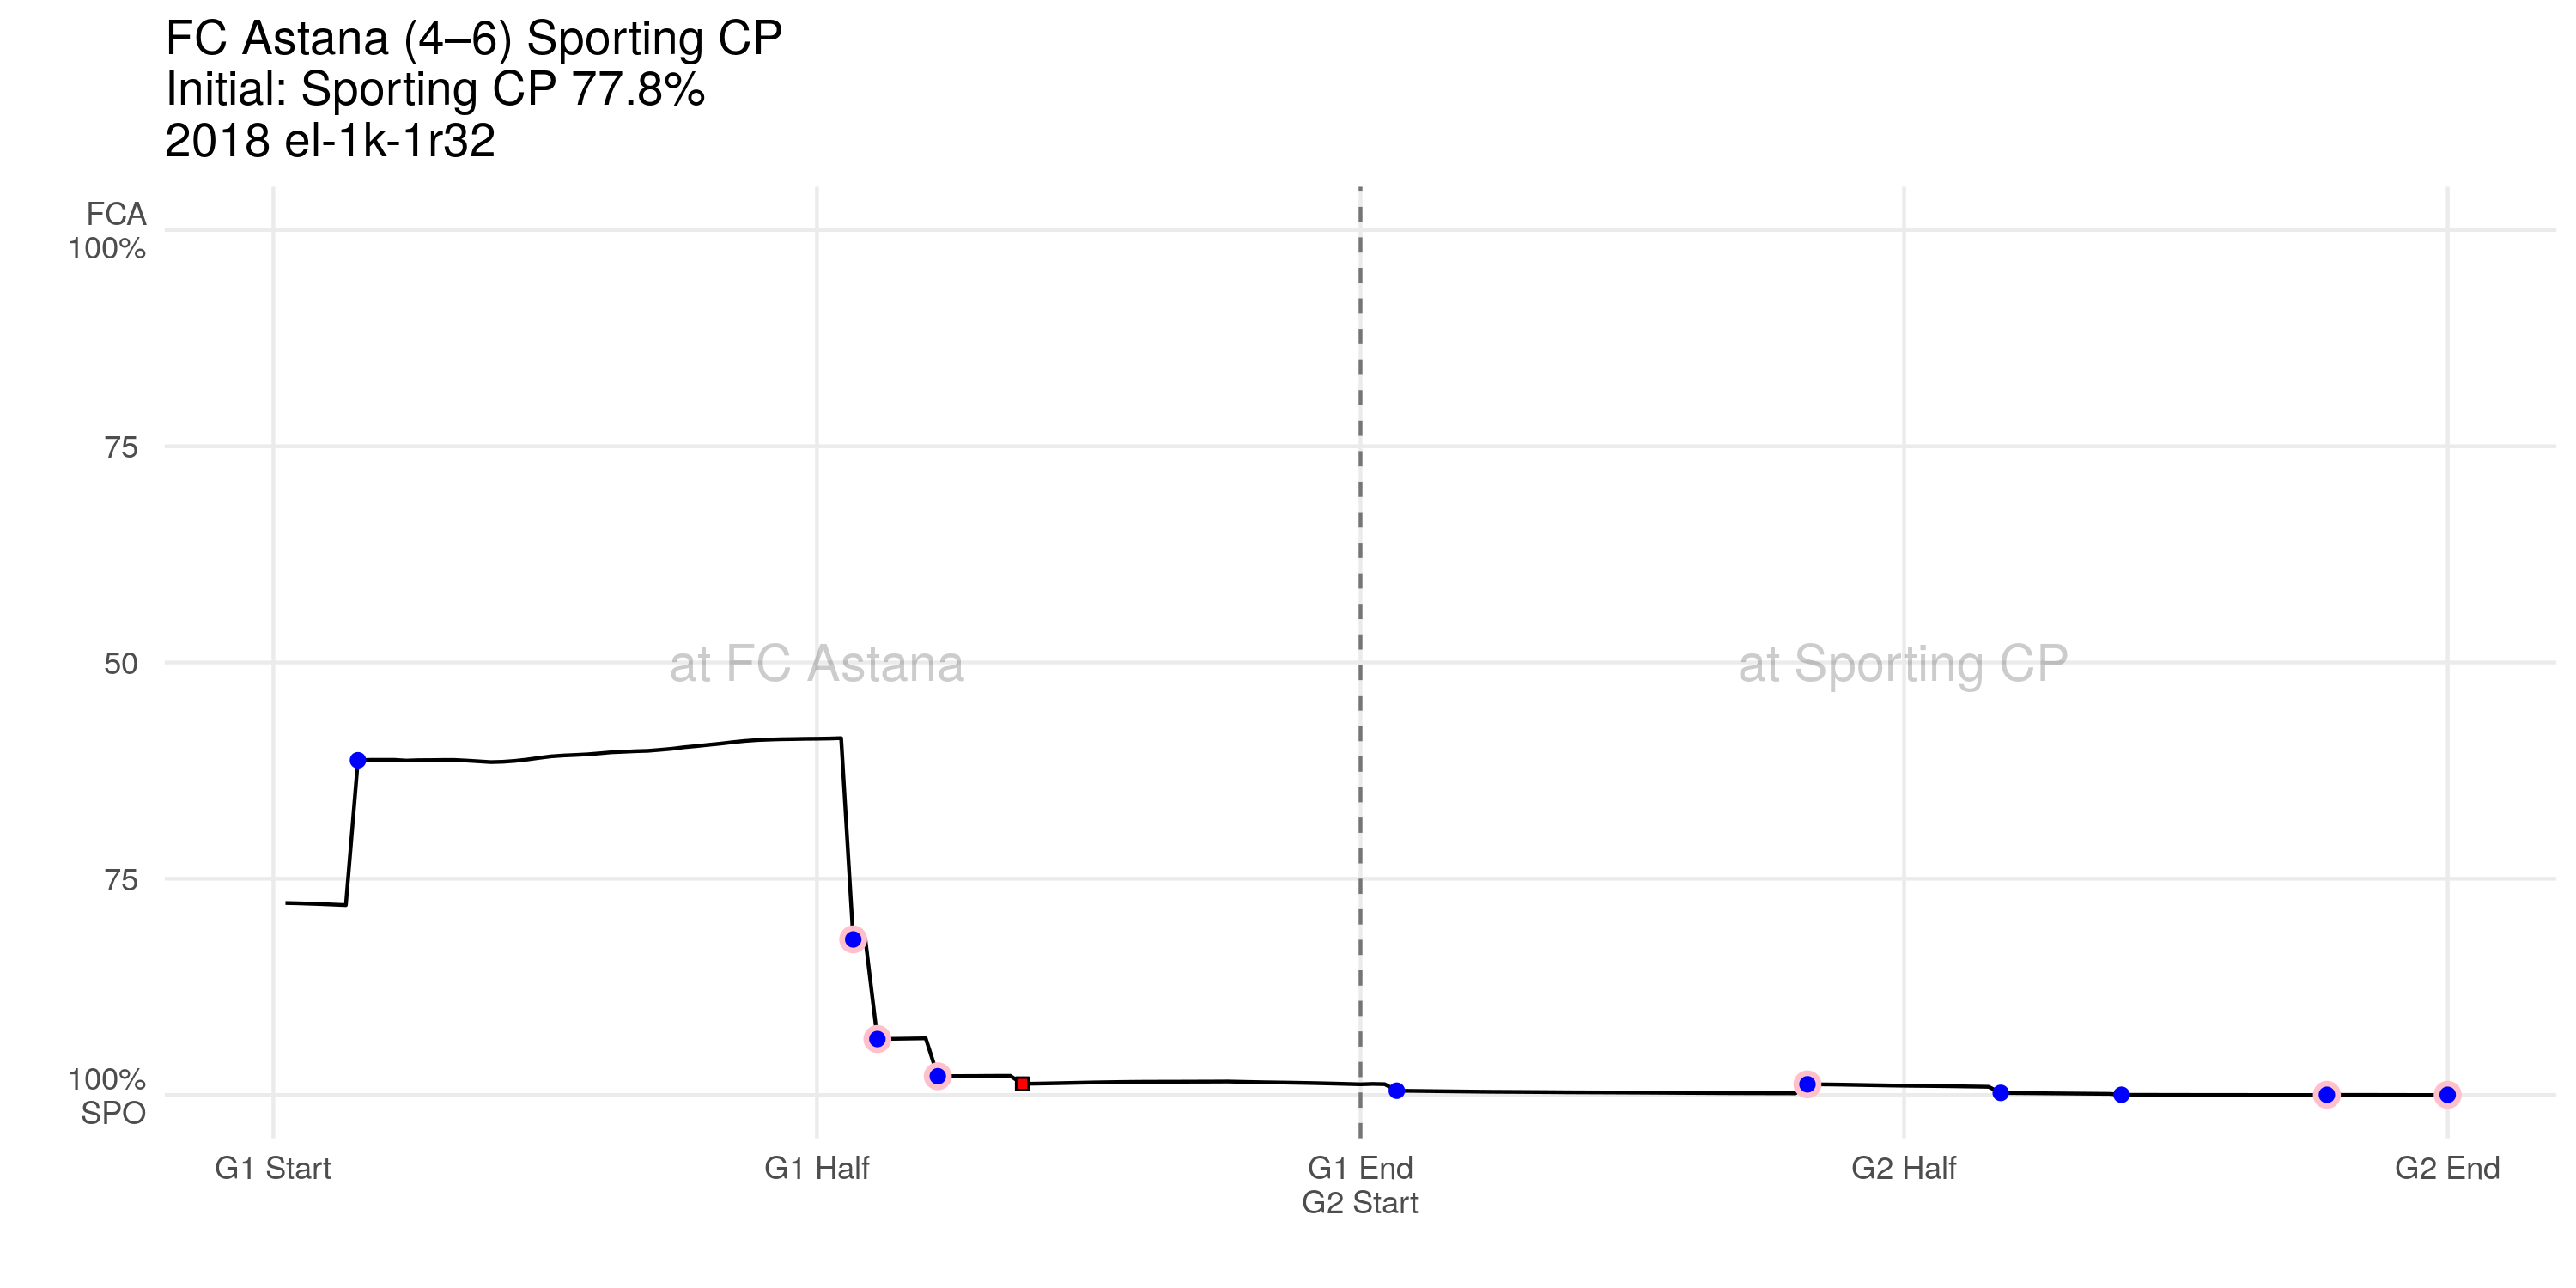 FC Astana (4–6) Sporting CP
Initial: Sporting CP 77.8%
2018 el-1k-1r32
FCA
100%
75
50
75
100%
SPO
at FC Astana
at Sporting CP
G1 Start
G1 Half
G1 End
G2 Start
G2 Half
G2 End